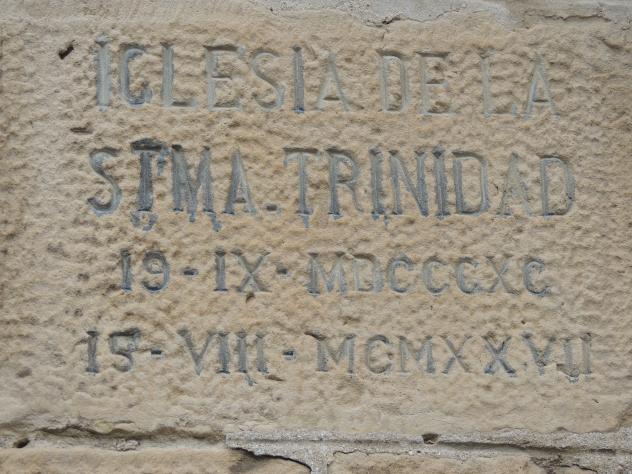 IGLESIA DE LA
STMA. TRINIDAD
19-IX-MDCCCXC
15-VIII-MCMXXVII